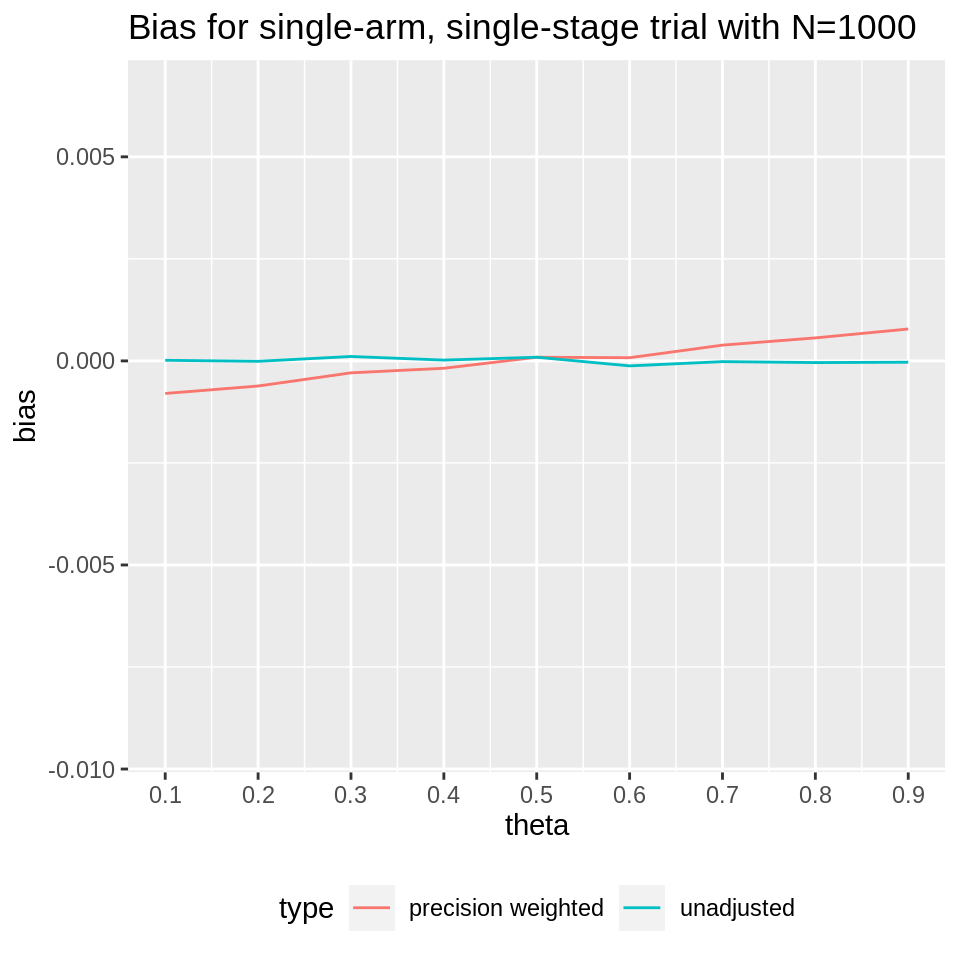 Bias for single-arm, single-stage trial with N=1000
0.005
0.000
-0.005
-0.010
bias
0.1 0.2 0.3 0.4 0.5 0.6 0.7 0.8 0.9
theta
type precision weighted unadjusted